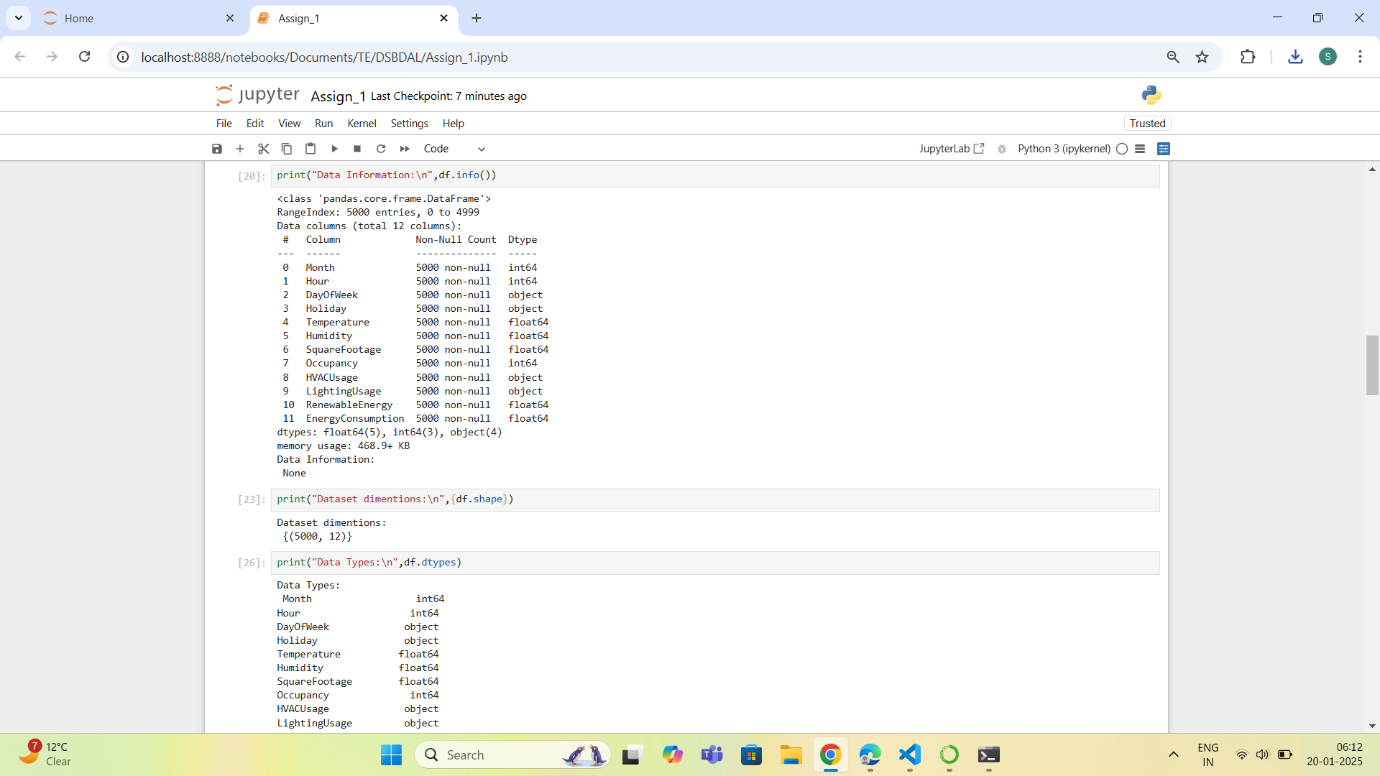 Home
Assign_1
localhost:8888/notebooks/Documents/TE/DSBDAL/Assign_1.ipynb
S
jupyter Assign_1 Last Checkpoint: 7 minutes ago
File Edit View Run Kernel Settings Help
Trusted
Code
JupyterLab
Python 3 (ipykernel)
[20]: print("Data Information:\n",df.info())
<class 'pandas.core.frame.DataFrame'>
RangeIndex: 5000 entries, 0 to 4999
Data columns (total 12 columns):
 #   Column             Non-Null Count  Dtype
---  ------             --------------  -----
 0   Month              5000 non-null   int64
 1   Hour               5000 non-null   int64
 2   DayOfWeek          5000 non-null   object
 3   Holiday            5000 non-null   object
 4   Temperature        5000 non-null   float64
 5   Humidity           5000 non-null   float64
 6   SquareFootage      5000 non-null   float64
 7   Occupancy          5000 non-null   int64
 8   HVACUsage          5000 non-null   object
 9   LightingUsage      5000 non-null   object
 10  RenewableEnergy    5000 non-null   float64
 11  EnergyConsumption  5000 non-null   float64
dtypes: float64(5), int64(3), object(4)
memory usage: 468.9+ KB
Data Information:
 None
[23]: print("Dataset dimentions:\n",{df.shape})
Dataset dimentions:
 {(5000, 12)}
[26]: print("Data Types:\n",df.dtypes)
Data Types:
 Month                  int64
Hour                   int64
DayOfWeek             object
Holiday               object
Temperature          float64
Humidity             float64
SquareFootage        float64
Occupancy              int64
HVACUsage             object
LightingUsage         object
7
12°C
Clear
Search
ENG
IN
06:12
20-01-2025